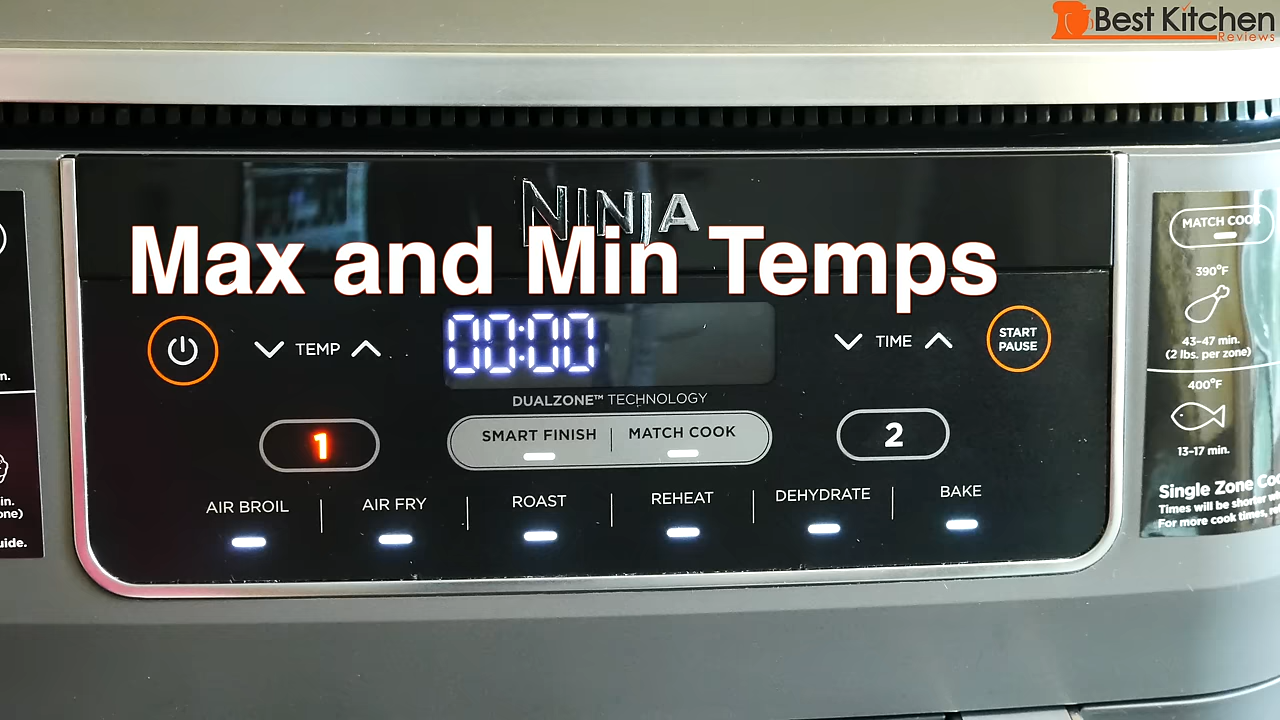 Best Kitchen
Reviews
NINJA
Max and Min Temps
MATCH COOK
390°F
43-47 min.
(2 lbs. per zone)
400°F
13-17 min.
Single Zone
Times will be shorter
For more cook times,
TEMP
00:00
TIME
START
PAUSE
DUALZONE™ TECHNOLOGY
1
SMART FINISH | MATCH COOK
2
AIR BROIL | AIR FRY | ROAST | REHEAT | DEHYDRATE | BAKE